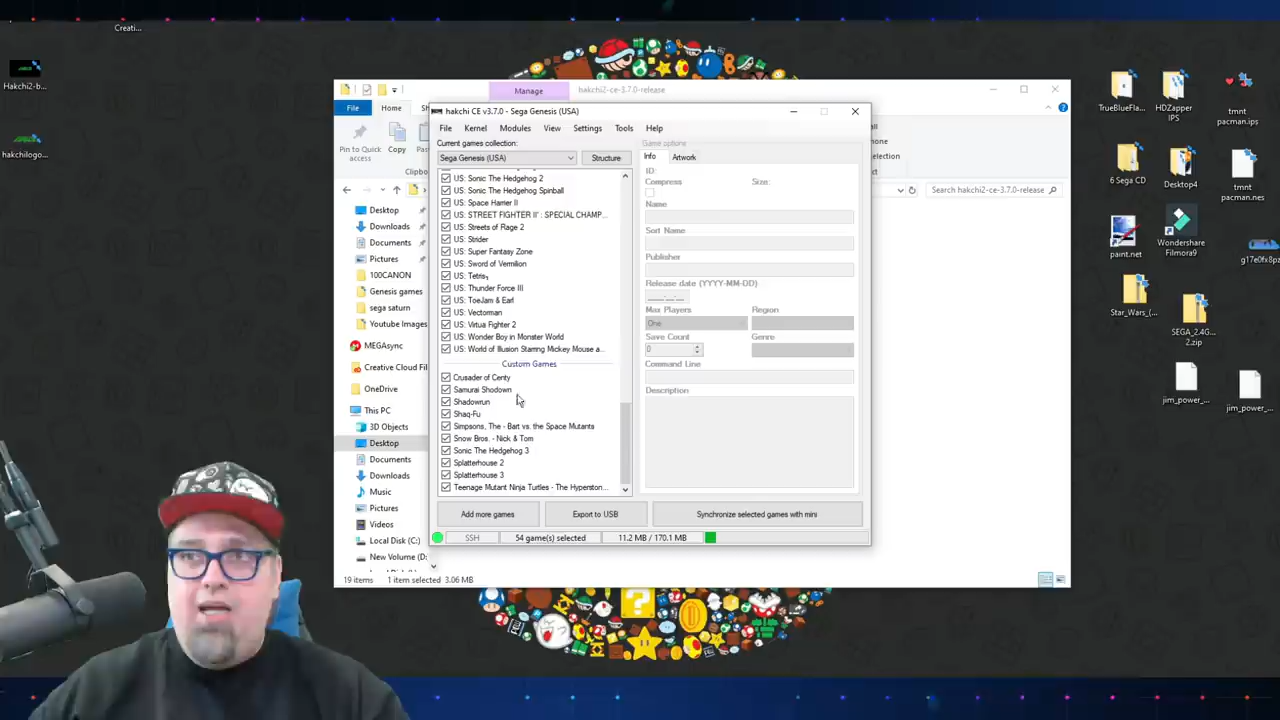 Creati...
Hakchi2-b...
hakchilogo...
Manage
hakchi2-ce-3.7.0-release
File
Home
Pin to Quick
access
Copy
Clipb
Search hakchi2-ce-3.7.0-release
Desktop
Downloads
Documents
Pictures
100CANON
Genesis games
sega saturn
Youtube Images
MEGAsync
Creative Cloud Fil
OneDrive
This PC
3D Objects
Desktop
Documents
Downloads
Music
Pictures
Videos
Local Disk (C:)
New Volume (D:
19 items
1 item selected 3.06 MB
hakchi CE v3.7.0 - Sega Genesis (USA)
File Kernel Modules View Settings Tools Help
Current games collection:
Sega Genesis (USA)
Structure
US: Sonic The Hedgehog 2
US: Sonic The Hedgehog Spinball
US: Space Harrier II
US: STREET FIGHTER II' : SPECIAL CHAMP...
US: Streets of Rage 2
US: Strider
US: Super Fantasy Zone
US: Sword of Vermilion
US: Tetris
US: Thunder Force III
US: ToeJam & Earl
US: Vectorman
US: Virtua Fighter 2
US: Wonder Boy in Monster World
US: World of Illusion Starring Mickey Mouse a...
Custom Games
Crusader of Centy
Samurai Shodown
Shadowrun
Shaq-Fu
Simpsons, The - Bart vs. the Space Mutants
Snow Bros. - Nick & Tom
Sonic The Hedgehog 3
Splatterhouse 2
Splatterhouse 3
Teenage Mutant Ninja Turtles - The Hyperston...
Game options:
Info Artwork
ID:
Compress
Size:
Name
Sort Name
Publisher
Release date (YYYY-MM-DD)
Max Players
Region
One
Save Count
Genre
0
Command Line
Description
Add more games
Export to USB
Synchronize selected games with mini
SSH
54 game(s) selected
11.2 MB / 170.1 MB
TrueBlueFla...
HDZapper
IPS
tmnt
pacman.ips
6 Sega CD
Desktop4
tmnt
pacman.nes
paint.net
Wondershare
Filmora9
g17e0fx8pz
Star_Wars_(...
SEGA_2.4G...
2.zip
jim_power_...
jim_power_...